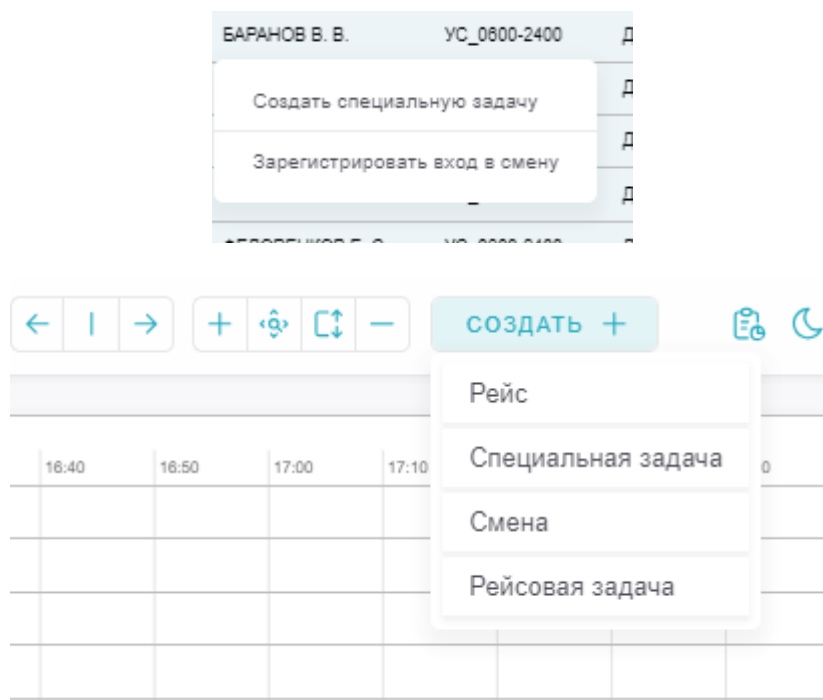 БАРАНОВ В. В. УС_0600-2400 Д
Создать специальную задачу Д
Д
Зарегистрировать вход в смену
Д
СОЗДАТЬ
Рейс
16:40 16:50 17:00 17:10 Специальная задача 0
Смена
Рейсовая задача